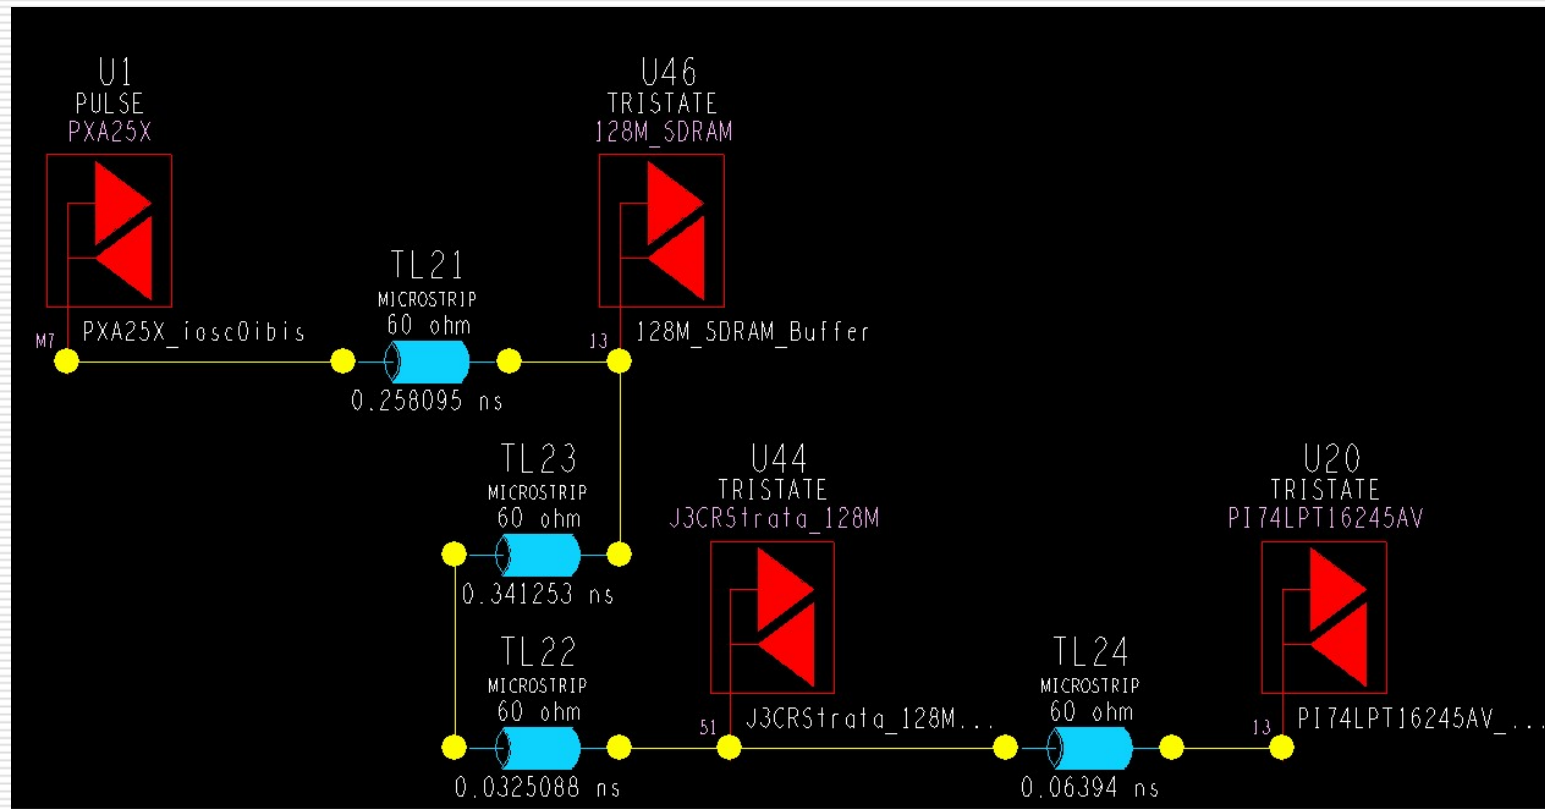 U1
PULSE
PXA25X
U46
TRISTATE
128M_SDRAM
TL21
MICROSTRIP
60 ohm
M7
PXA25X_iosc0ibis
13
128M_SDRAM_Buffer
0.258095 ns
TL23
MICROSTRIP
60 ohm
0.341253 ns
U44
TRISTATE
J3CRStrata_128M
U20
TRISTATE
PI74LPT16245AV
TL22
MICROSTRIP
60 ohm
0.0325088 ns
51
J3CRStrata_128M...
TL24
MICROSTRIP
60 ohm
0.06394 ns
13
PI74LPT16245AV_...